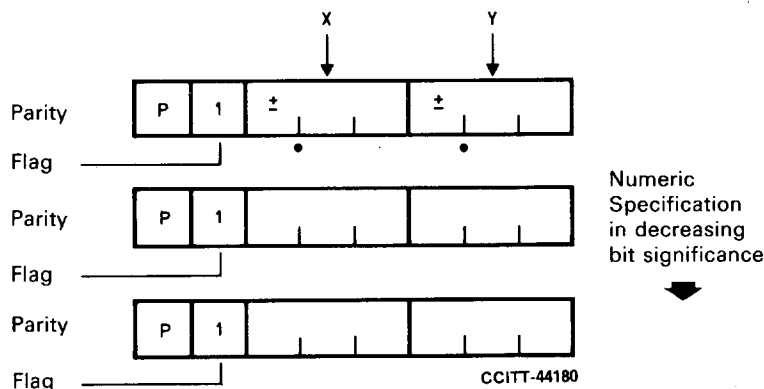 X Y
Parity P 1 ± ±
Flag
Parity P 1
Flag
Parity P 1
Flag
Numeric
Specification
in decreasing
bit significance
CCITT-44180